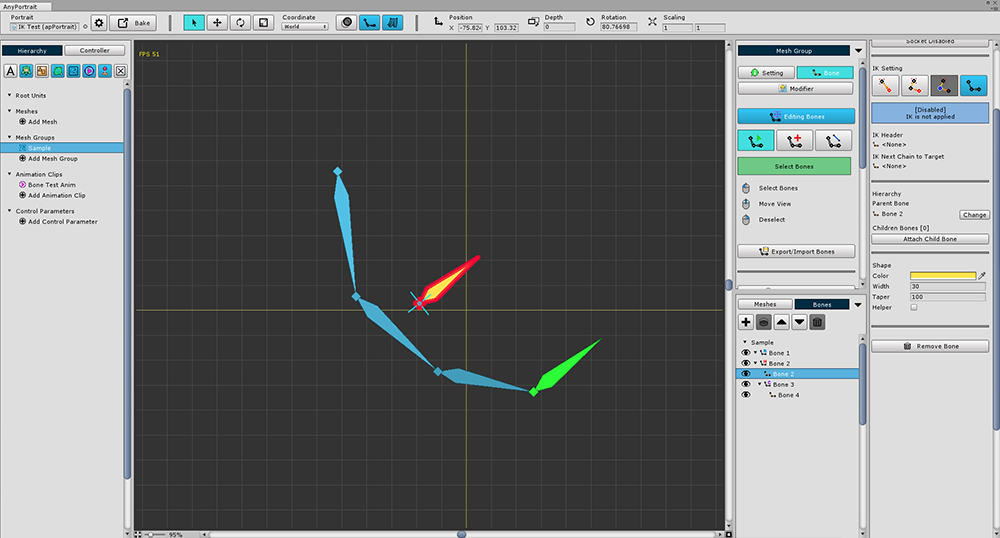 AnyPortrait
Portrait
IK Test (apPortrait)
Bake
Coordinate
World
Position
X -75.824 Y 103.32
Depth
0
Rotation
80.76698
Scaling
1 1
Hierarchy
Controller
A
Root Units
Meshes
Add Mesh
Mesh Groups
Sample
Add Mesh Group
Animation Clips
Bone Test Anim
Add Animation Clip
Control Parameters
Add Control Parameter
FPS 51
95%
Mesh Group
Setting
Bone
Modifier
Editing Bones
Select Bones
Select Bones
Move View
Deselect
Export/Import Bones
Meshes
Bones
Sample
Bone 1
Bone 2
Bone 2
Bone 3
Bone 4
Socket Disabled
IK Setting
[Disabled]
IK is not applied
IK Header
<None>
IK Next Chain to Target
<None>
Hierarchy
Parent Bone
Bone 2
Change
Children Bones [0]
Attach Child Bone
Shape
Color
Width 30
Taper 100
Helper
Remove Bone